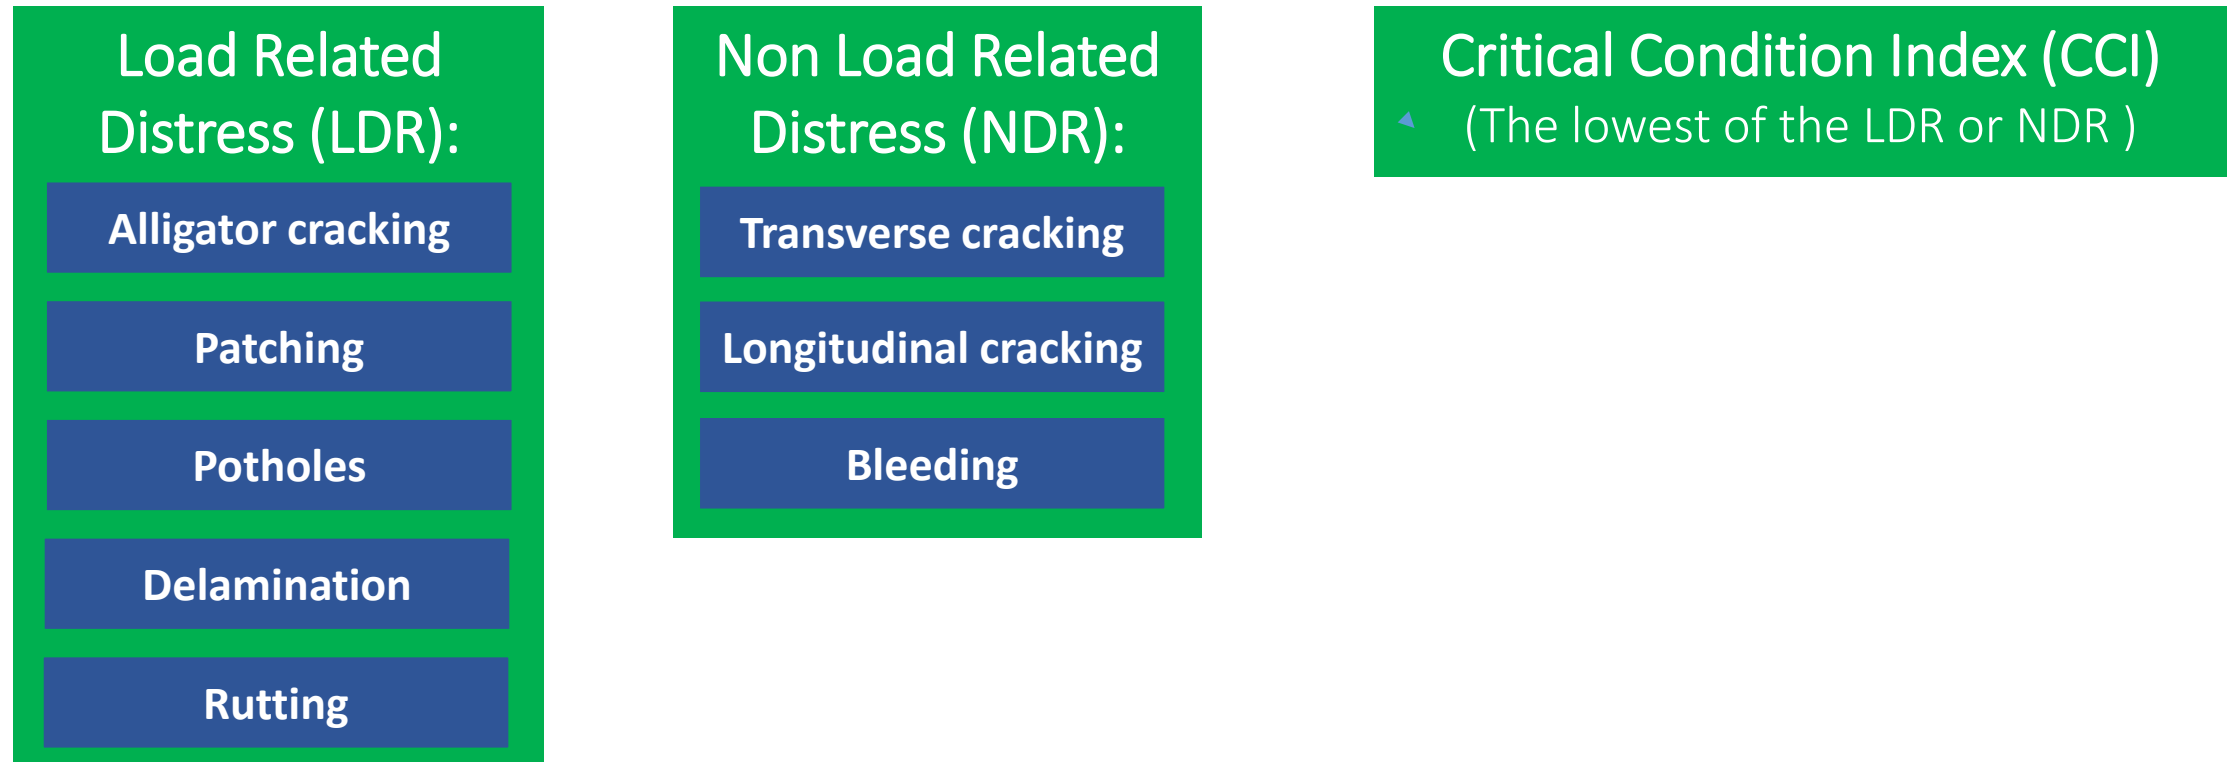 Load Related
Distress (LDR):
Alligator cracking
Patching
Potholes
Delamination
Rutting
Non Load Related
Distress (NDR):
Transverse cracking
Longitudinal cracking
Bleeding
Critical Condition Index (CCI)
(The lowest of the LDR or NDR )